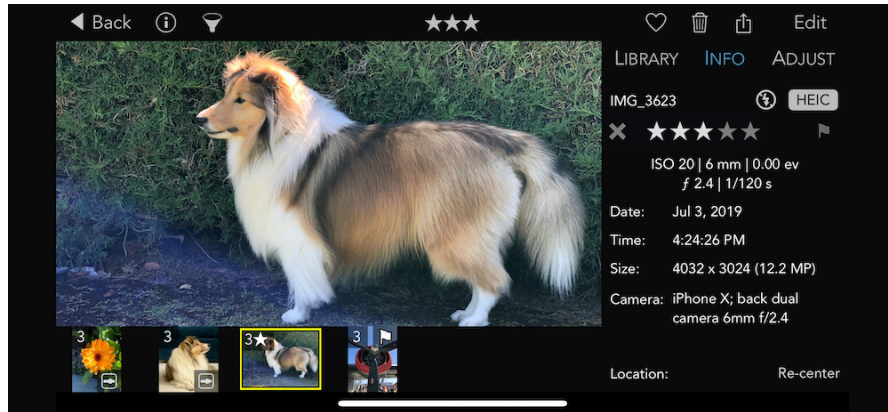 Back
Edit
LIBRARY INFO ADJUST
IMG_3623 HEIC
ISO 20 | 6 mm | 0.00 ev
ƒ 2.4 | 1/120 s
Date: Jul 3, 2019
Time: 4:24:26 PM
Size: 4032 x 3024 (12.2 MP)
Camera: iPhone X; back dual
camera 6mm f/2.4
Location: Re-center
3 3 3 3